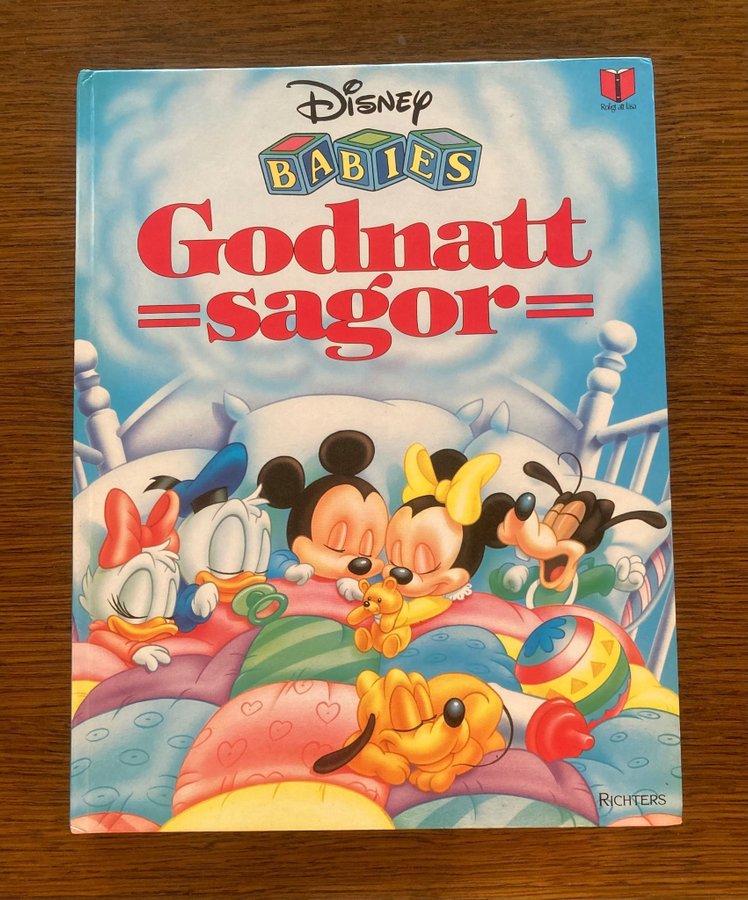 Disney
BABIES
Roligt att läsa
Godnatt
=sagor=
RICHTERS